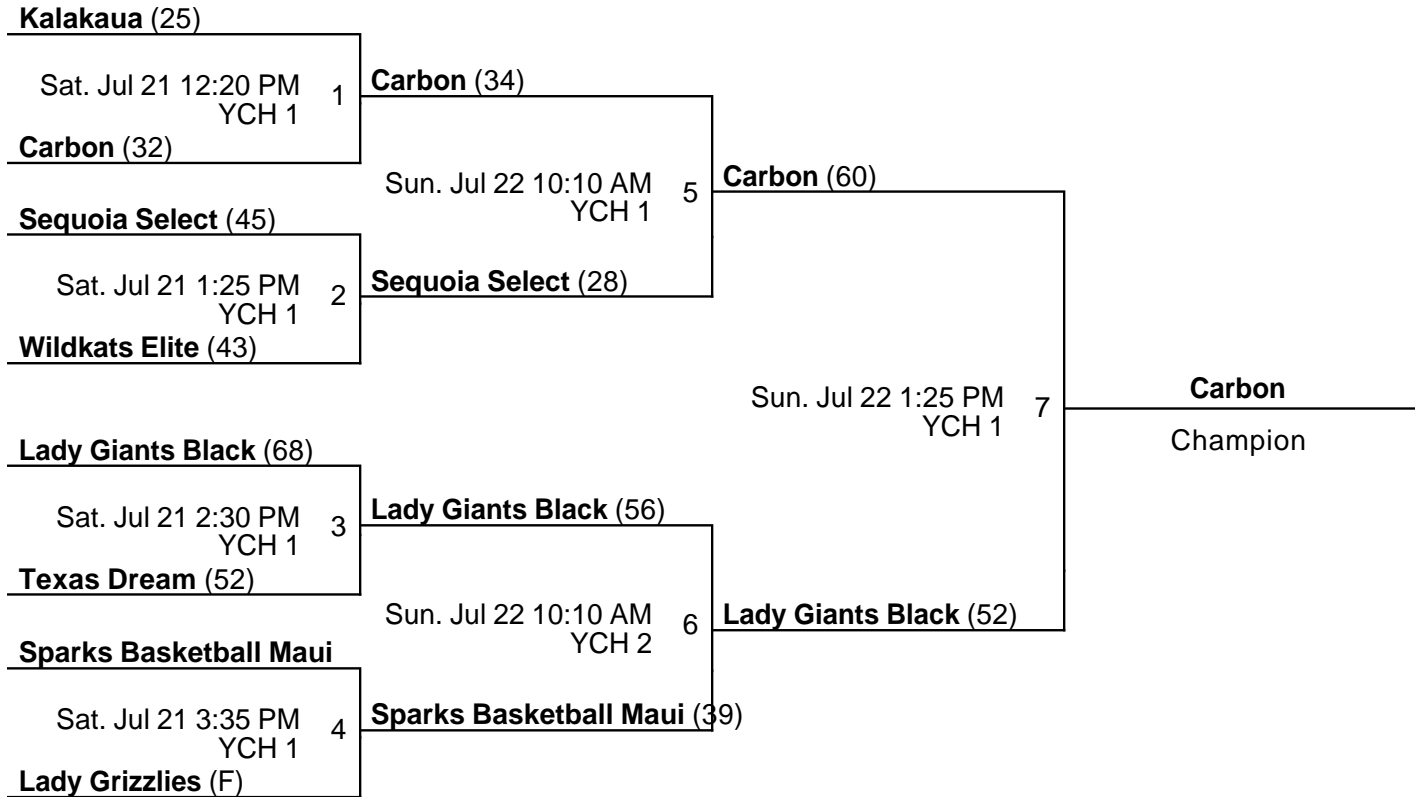 Kalakaua (25)
Sat. Jul 21 12:20 PM
YCH 1
1
Carbon (32)
Carbon (34)
Sun. Jul 22 10:10 AM
YCH 1
5
Carbon (60)
Sequoia Select (45)
Sat. Jul 21 1:25 PM
YCH 1
2
Wildkats Elite (43)
Sequoia Select (28)
Sun. Jul 22 1:25 PM
YCH 1
7
Carbon
Champion
Lady Giants Black (68)
Sat. Jul 21 2:30 PM
YCH 1
3
Texas Dream (52)
Lady Giants Black (56)
Sun. Jul 22 10:10 AM
YCH 2
6
Lady Giants Black (52)
Sparks Basketball Maui
Sat. Jul 21 3:35 PM
YCH 1
4
Lady Grizzlies (F)
Sparks Basketball Maui (39)